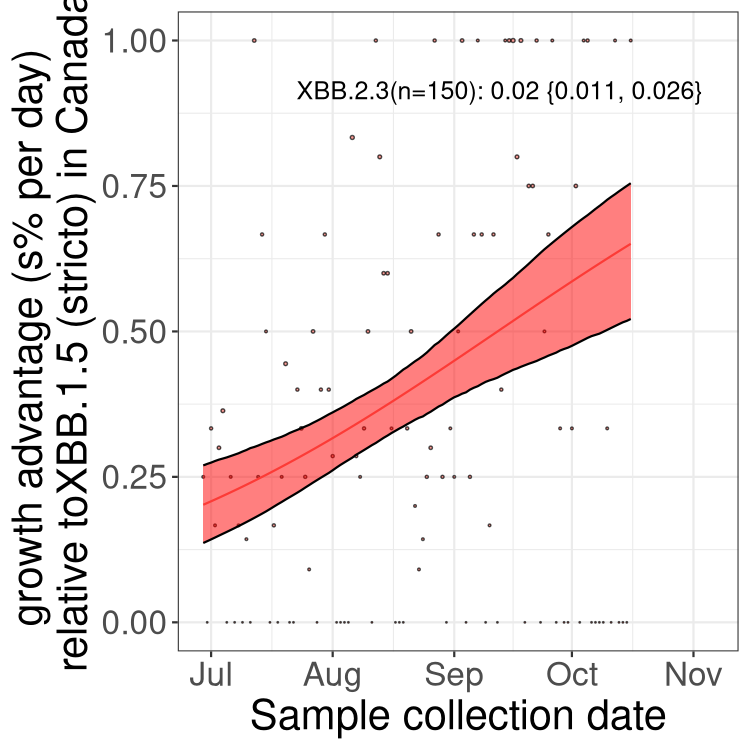 growth advantage (s% per day)
relative toXBB.1.5 (stricto) in Canada
1.00
0.75
0.50
0.25
0.00
XBB.2.3(n=150): 0.02 {0.011, 0.026}
Jul Aug Sep Oct Nov
Sample collection date